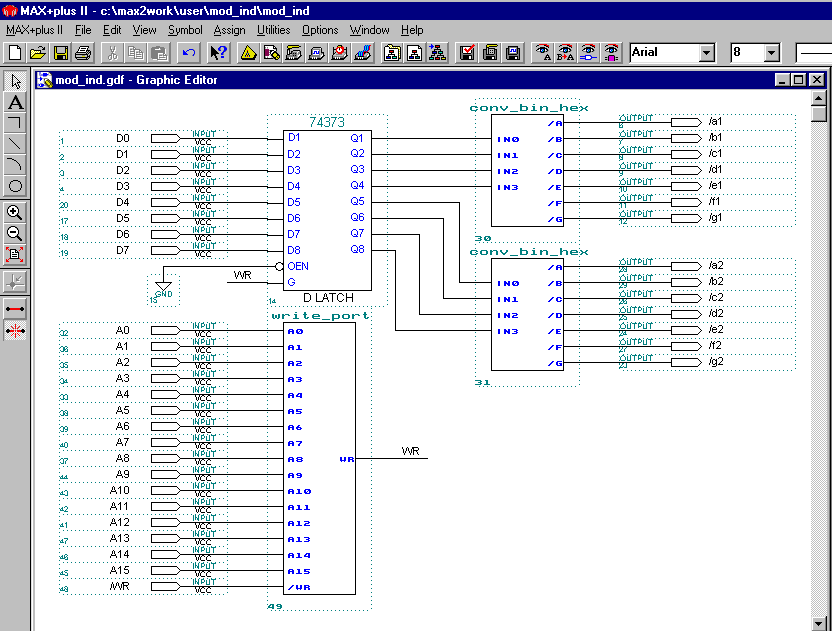 MAX+plus II - c:\max2work\user\mod_ind\mod_ind
MAX+plus II File Edit View Symbol Assign Utilities Options Window Help
Arial 8
mod_ind.gdf - Graphic Editor
conv_bin_hex
74373
D0 INPUT VCC
D1 INPUT VCC
D2 INPUT VCC
D3 INPUT VCC
D4 INPUT VCC
D5 INPUT VCC
D6 INPUT VCC
D7 INPUT VCC
D1 Q1
D2 Q2
D3 Q3
D4 Q4
D5 Q5
D6 Q6
D7 Q7
D8 Q8
OEN
G
WR
GND
14
D LATCH
/A
IN0 /B
IN1 /C
IN2 /D
IN3 /E
/F
/G
30
OUTPUT /a1
OUTPUT /b1
OUTPUT /c1
OUTPUT /d1
OUTPUT /e1
OUTPUT /f1
OUTPUT /g1
conv_bin_hex
/A
IN0 /B
IN1 /C
IN2 /D
IN3 /E
/F
/G
31
OUTPUT /a2
OUTPUT /b2
OUTPUT /c2
OUTPUT /d2
OUTPUT /e2
OUTPUT /f2
OUTPUT /g2
write_port
A0 INPUT VCC A0
A1 INPUT VCC A1
A2 INPUT VCC A2
A3 INPUT VCC A3
A4 INPUT VCC A4
A5 INPUT VCC A5
A6 INPUT VCC A6
A7 INPUT VCC A7
A8 INPUT VCC A8 WR WR
A9 INPUT VCC A9
A10 INPUT VCC A10
A11 INPUT VCC A11
A12 INPUT VCC A12
A13 INPUT VCC A13
A14 INPUT VCC A14
A15 INPUT VCC A15
/WR INPUT VCC /WR
49